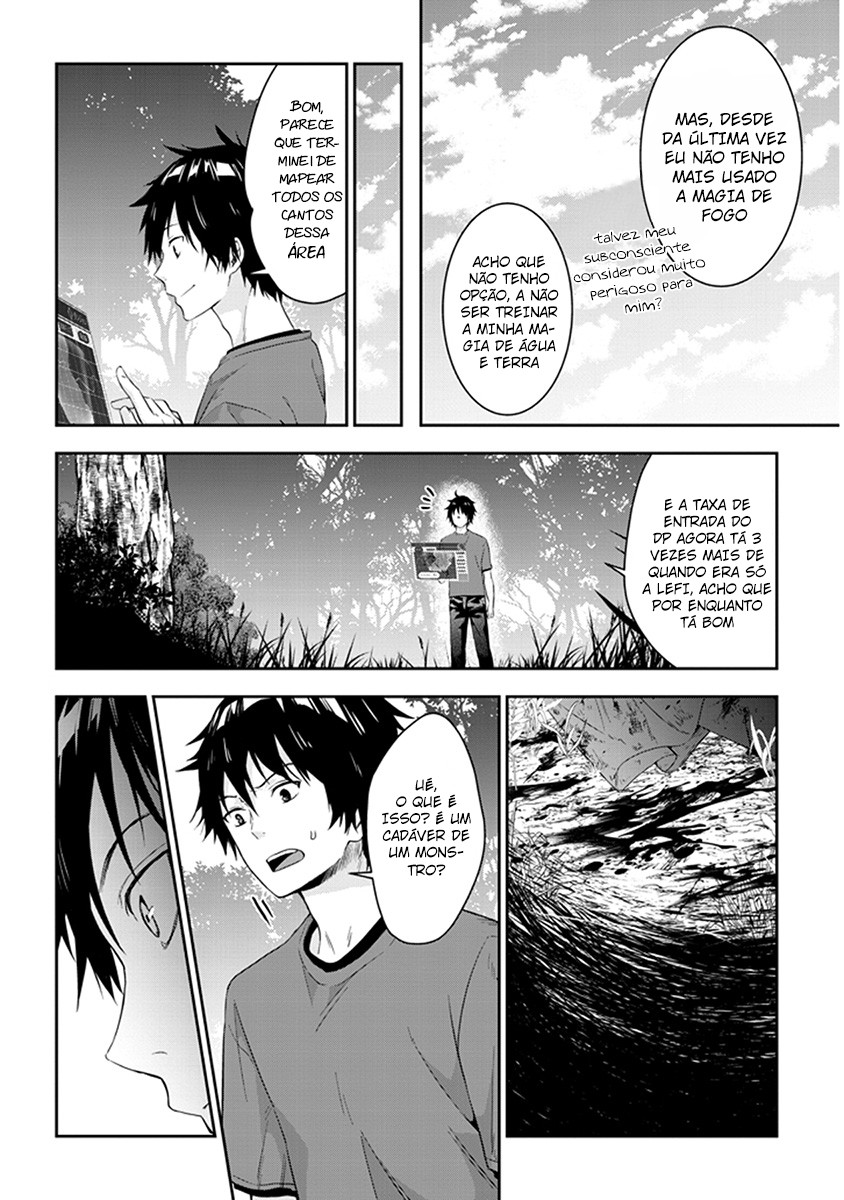 MAS, DESDE
DA ÚLTIMA VEZ
EU NÃO TENHO
MAIS USADO
A MAGIA DE
FOGO
talvez meu
subconsciente
considerou muito
perigoso para
mim?
ACHO QUE
NÃO TENHO
OPÇÃO, A NÃO
SER TREINAR
A MINHA MA-
GIA DE ÁGUA
E TERRA
BOM,
PARECE
QUE TER-
MINEI DE
MAPEAR
TODOS OS
CANTOS
DESSA
ÁREA
E A TAXA DE
ENTRADA DO
DP AGORA TÁ 3
VEZES MAIS DE
QUANDO ERA SÓ
A LEFI, ACHO QUE
POR ENQUANTO
TÁ BOM
UÉ,
O QUE É
ISSO? É UM
CADÁVER DE
UM MONS-
TRO?